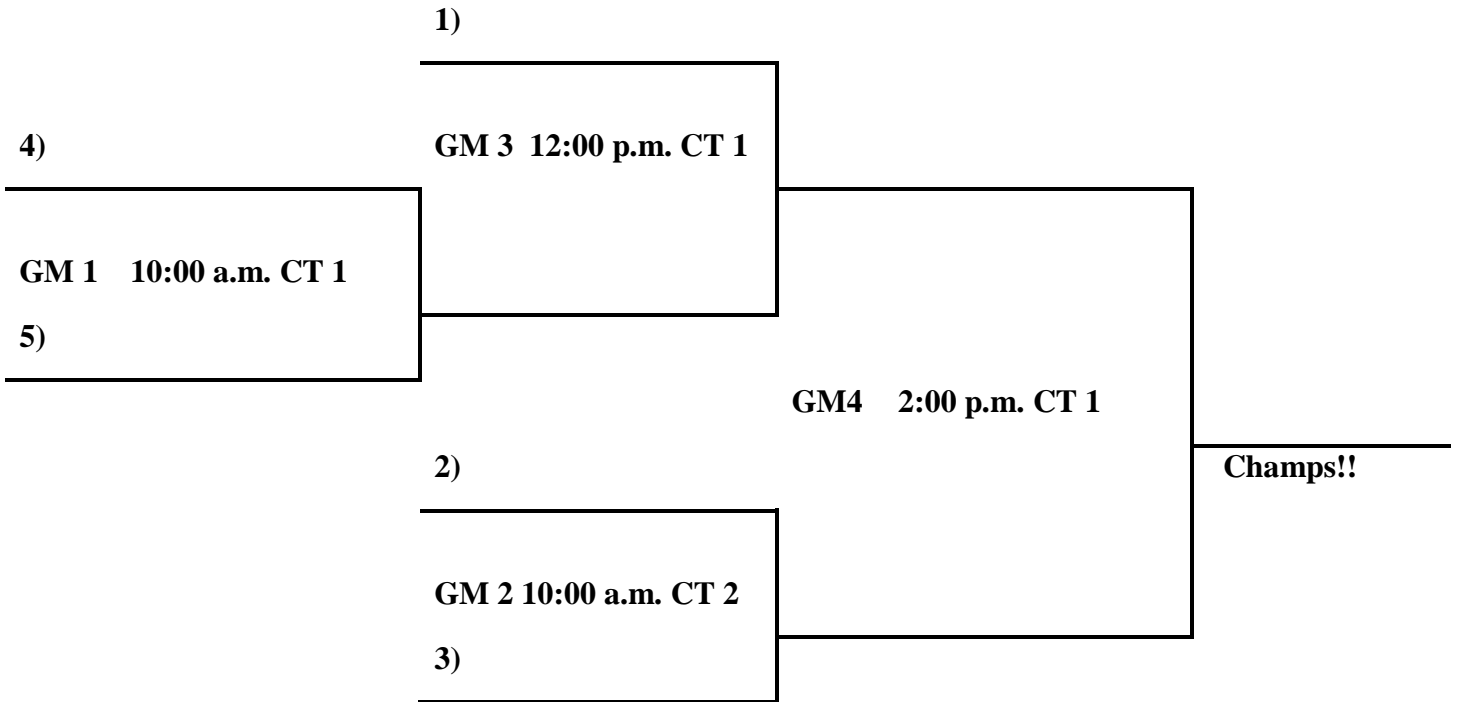 1)
4)
GM 3 12:00 p.m. CT 1
GM 1 10:00 a.m. CT 1
5)
GM4 2:00 p.m. CT 1
2)
Champs!!
GM 2 10:00 a.m. CT 2
3)